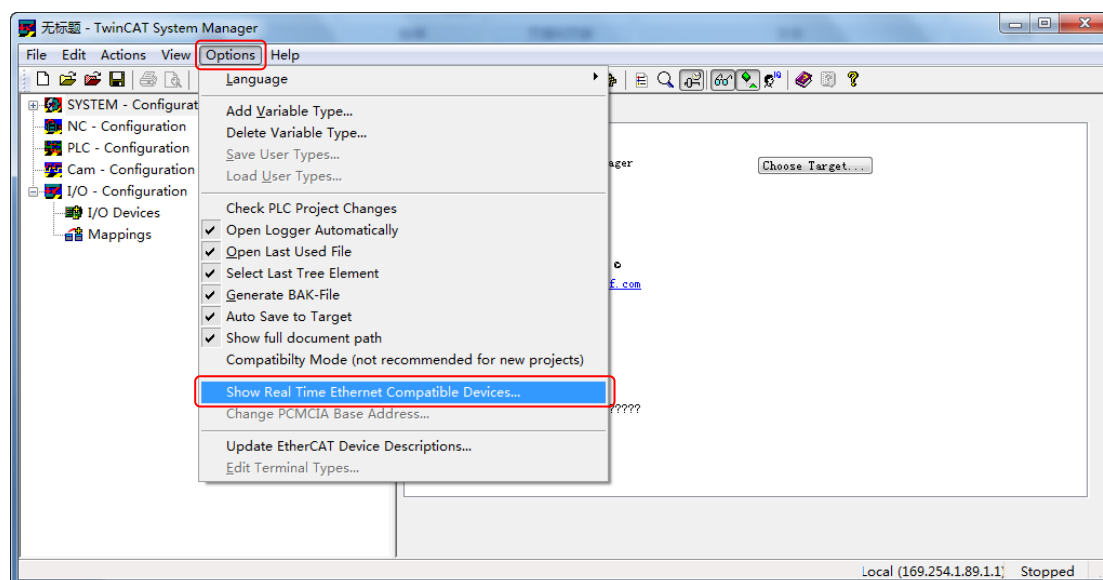 无标题 - TwinCAT System Manager
File Edit Actions View Options Help
SYSTEM - Configurat
NC - Configuration
PLC - Configuration
Cam - Configuration
I/O - Configuration
I/O Devices
Mappings
Language
Add Variable Type...
Delete Variable Type...
Save User Types...
Load User Types...
Check PLC Project Changes
Open Logger Automatically
Open Last Used File
Select Last Tree Element
Generate BAK-File
Auto Save to Target
Show full document path
Compatibilty Mode (not recommended for new projects)
Show Real Time Ethernet Compatible Devices...
Change PCMCIA Base Address...
Update EtherCAT Device Descriptions...
Edit Terminal Types...
ager
Choose Target...
f.com
?????
Local (169.254.1.89.1.1) Stopped